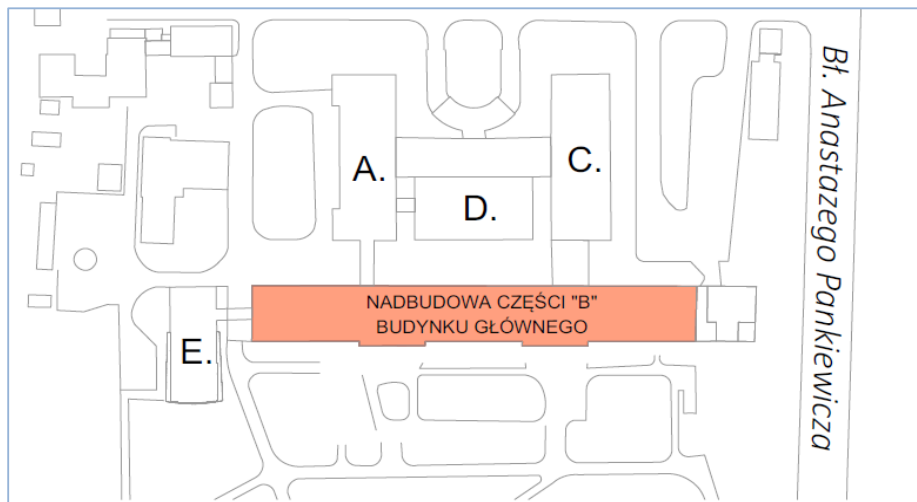 A.
C.
D.
NADBUDOWA CZĘŚCI "B"
BUDYNKU GŁÓWNEGO
E.
Bł. Anastazego Pankiewicza